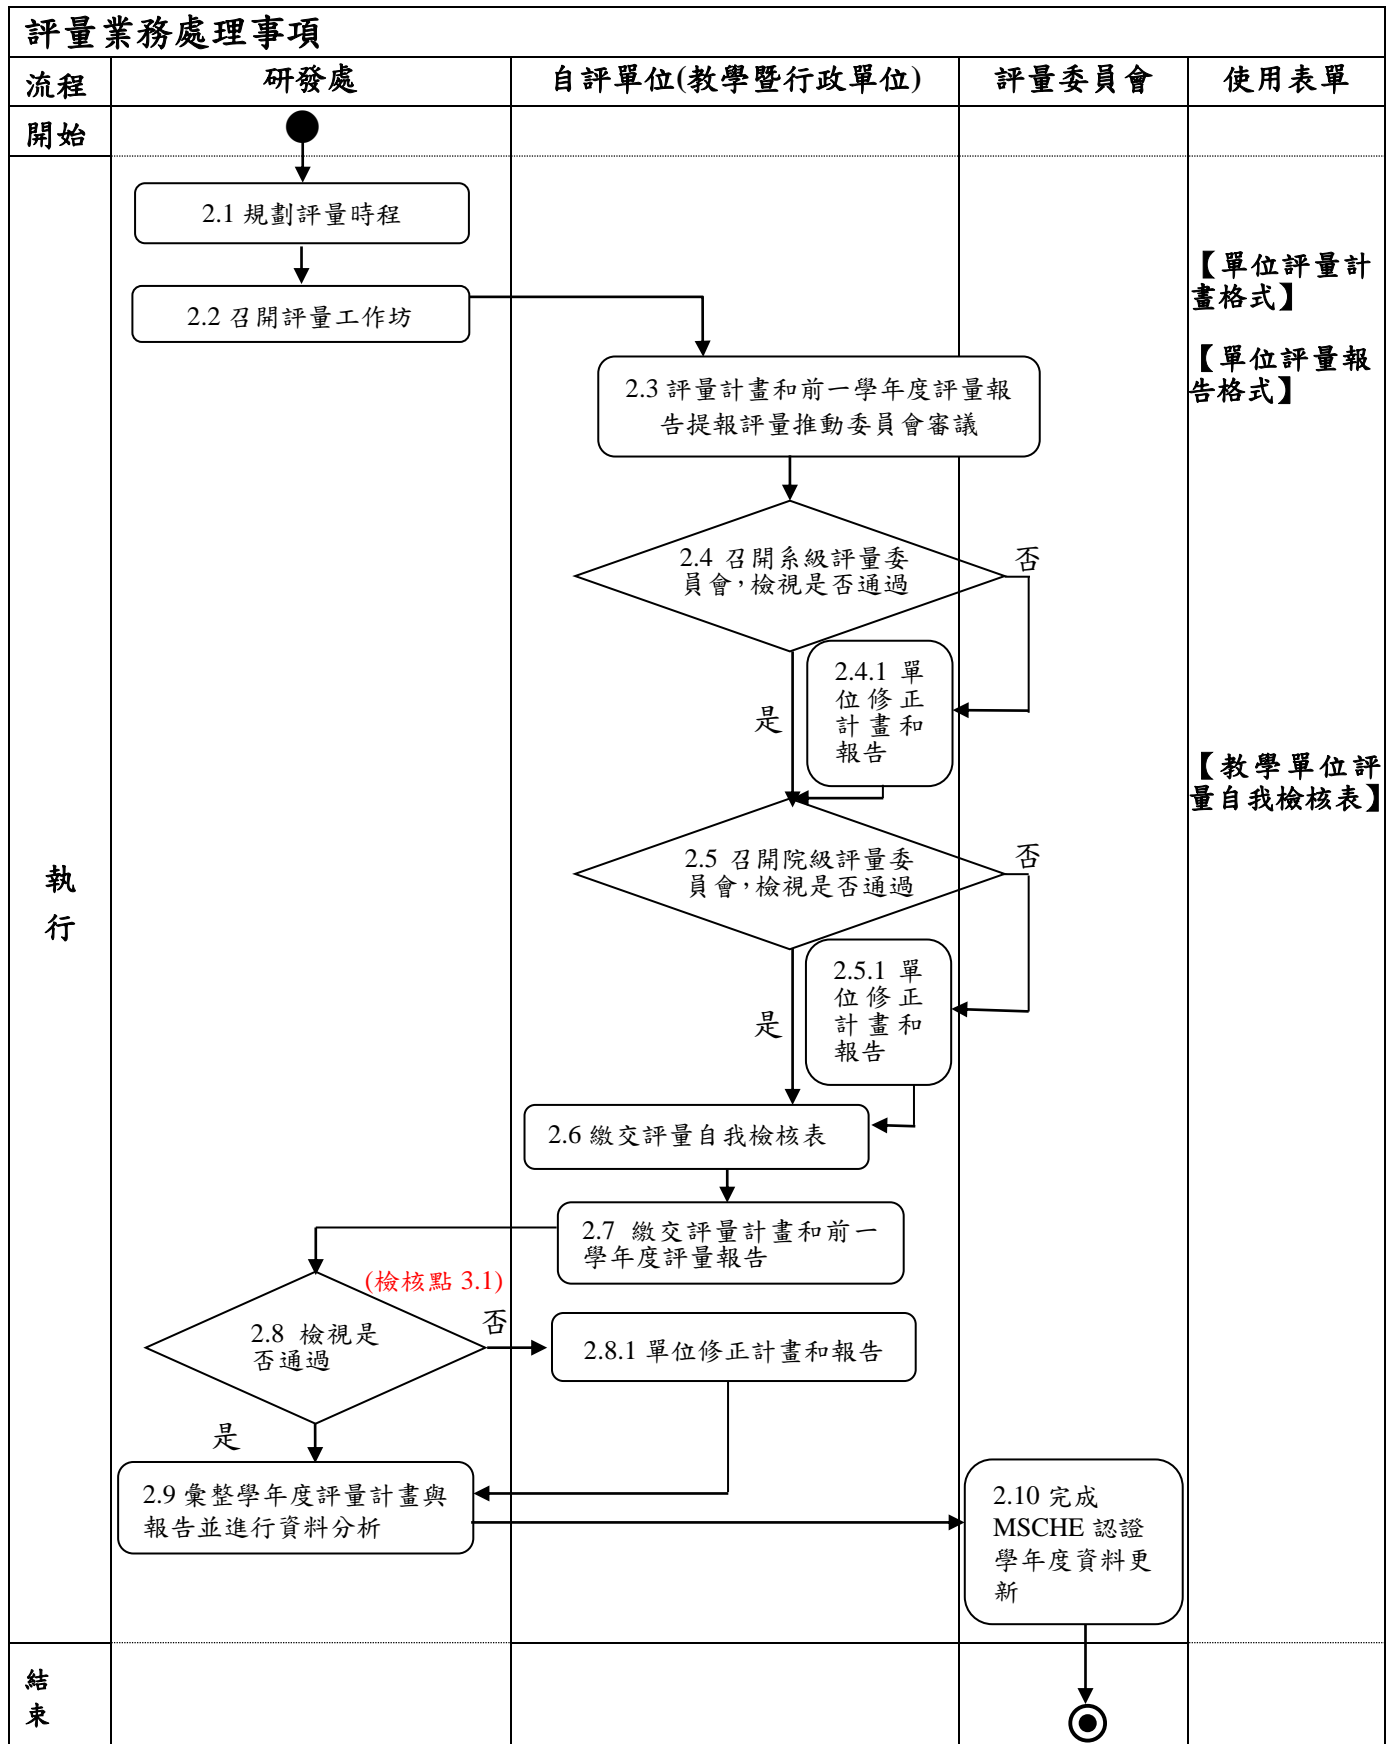 評量業務處理事項
流程
研發處
自評單位(教學暨行政單位)
評量委員會
使用表單
開始
2.1 規劃評量時程
2.2 召開評量工作坊
【單位評量計
畫格式】
【單位評量報
告格式】
2.3 評量計畫和前一學年度評量報
告提報評量推動委員會審議
2.4 召開系級評量委
員會，檢視是否通過
否
2.4.1 單
位修正
計畫和
報告
是
【教學單位評
量自我檢核表】
執
行
2.5 召開院級評量委
員會，檢視是否通過
否
2.5.1 單
位修正
計畫和
報告
是
2.6 繳交評量自我檢核表
2.7 繳交評量計畫和前一
學年度評量報告
(檢核點 3.1)
2.8 檢視是
否通過
否
2.8.1 單位修正計畫和報告
是
2.9 彙整學年度評量計畫與
報告並進行資料分析
2.10 完成
MSCHE 認證
學年度資料更
新
結
束